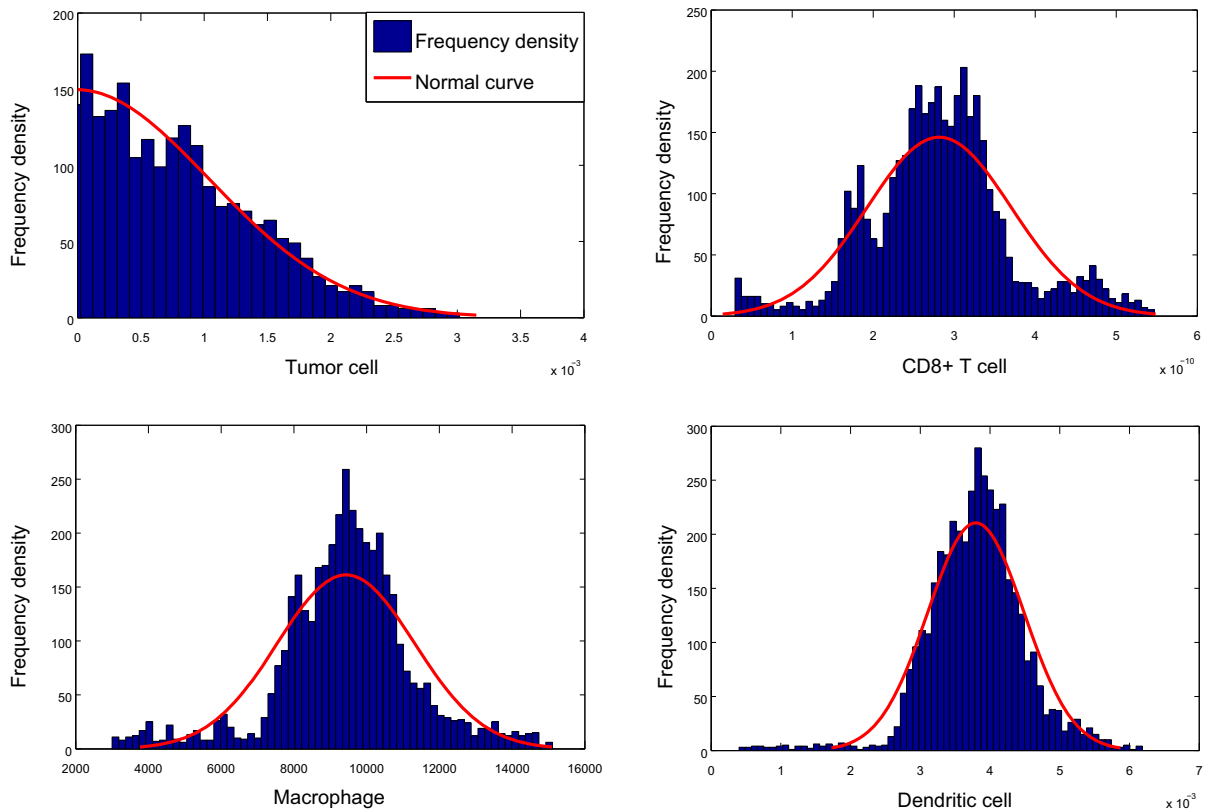 200
150
100
50
0
Frequency density
Frequency density
Normal curve
0 0.5 1 1.5 2 2.5 3 3.5 4
x 10⁻³
Tumor cell
250
200
150
100
50
0
Frequency density
0 1 2 3 4 5 6
x 10⁻¹⁰
CD8+ T cell
300
250
200
150
100
50
0
Frequency density
2000 4000 6000 8000 10000 12000 14000 16000
Macrophage
300
250
200
150
100
50
0
Frequency density
0 1 2 3 4 5 6 7
x 10⁻³
Dendritic cell